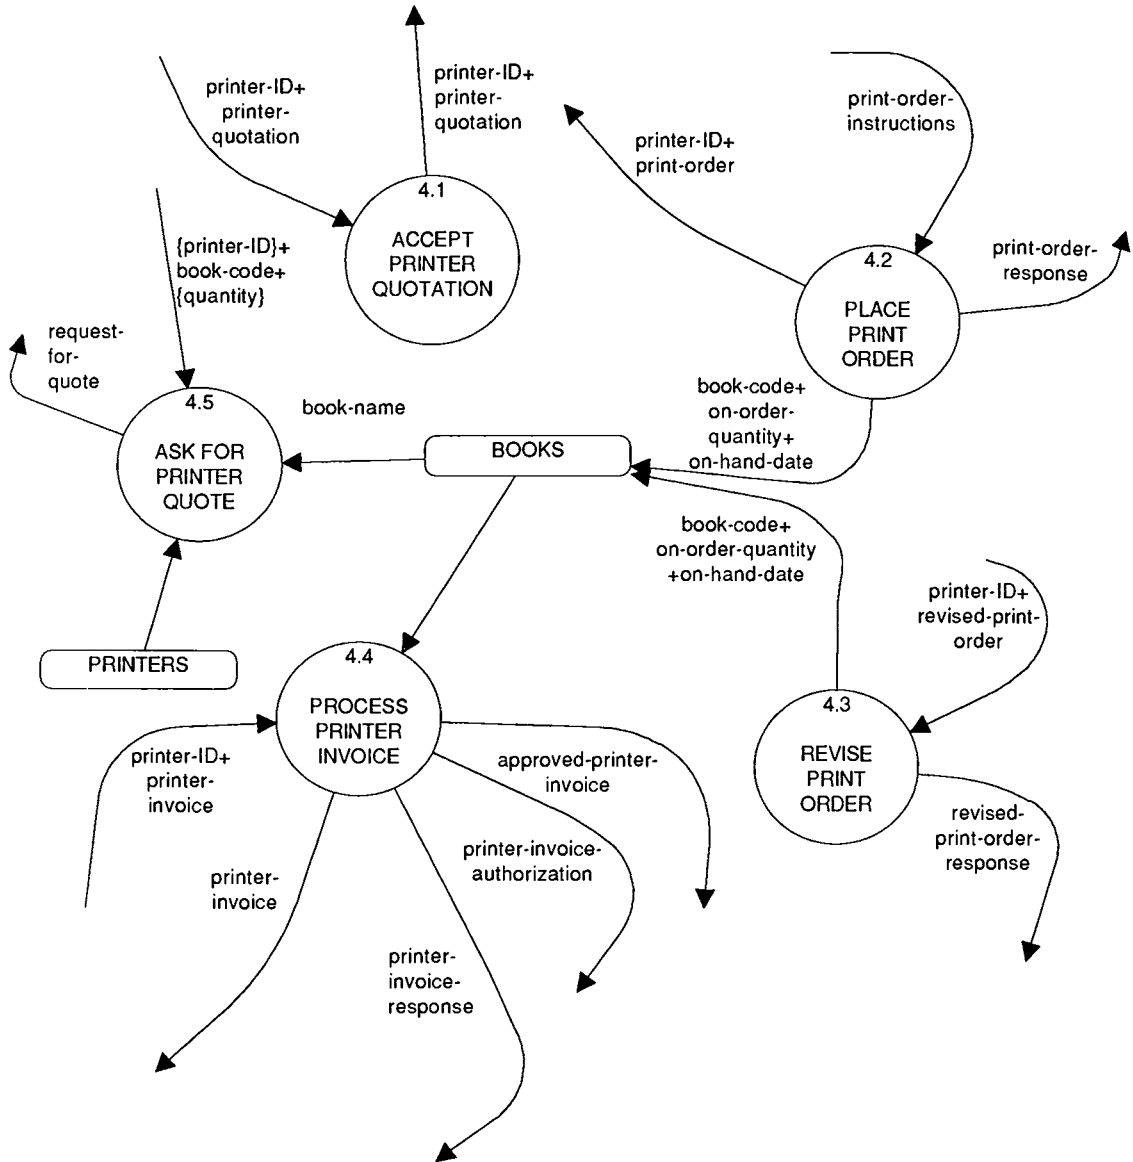 printer-ID+
printer-
quotation
printer-ID+
printer-
quotation
4.1
ACCEPT
PRINTER
QUOTATION
printer-ID+
print-order
print-order-
instructions
4.2
PLACE
PRINT
ORDER
print-order-
response
{printer-ID}+
book-code+
{quantity}
request-
for-
quote
4.5
ASK FOR
PRINTER
QUOTE
book-name
BOOKS
book-code+
on-order-
quantity+
on-hand-date
book-code+
on-order-quantity
+on-hand-date
PRINTERS
printer-ID+
revised-print-
order
4.4
PROCESS
PRINTER
INVOICE
4.3
REVISE
PRINT
ORDER
printer-ID+
printer-
invoice
approved-printer-
invoice
printer-invoice-
authorization
printer-
invoice
printer-
invoice-
response
revised-
print-order-
response